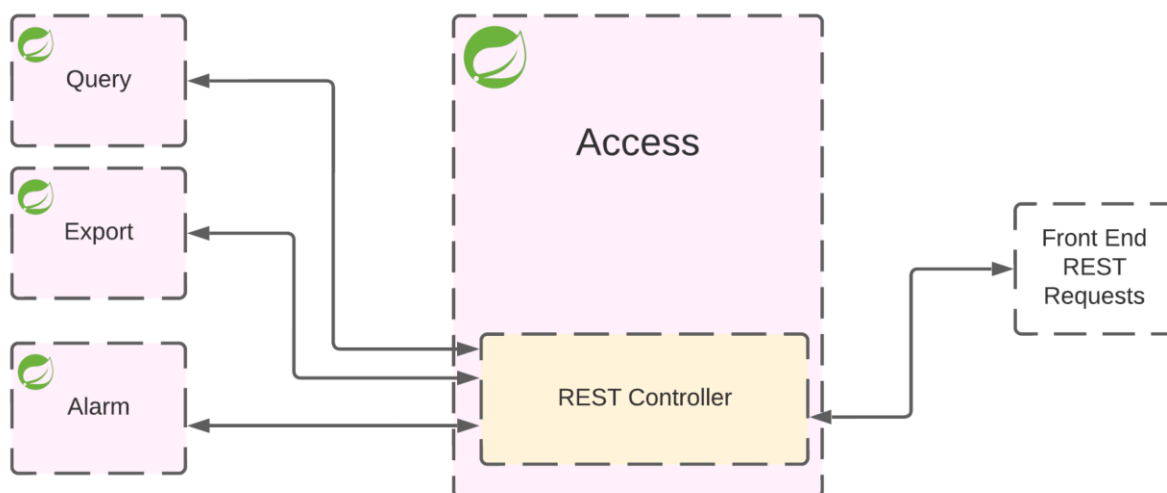 Query
Export
Alarm
Access
REST Controller
Front End
REST
Requests